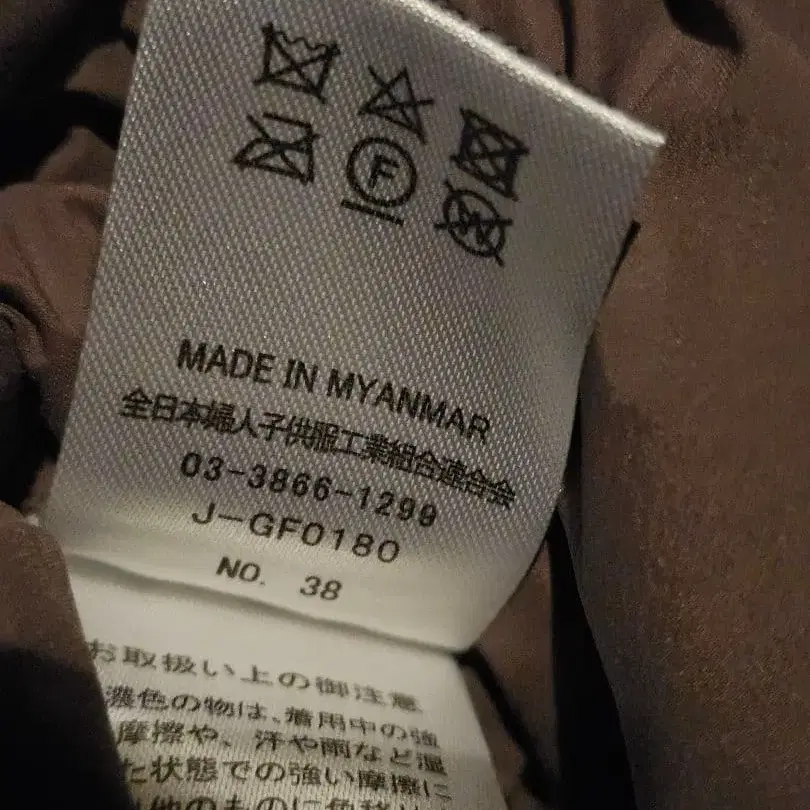 F
W
MADE IN MYANMAR
全日本婦人子供服工業組合連合会
03-3866-1299
J-GF0180
NO. 38
お取扱い上の御注意
濃色の物は、着用中の強
摩擦や、汗や雨など湿
た状態での強い摩擦に
他のものに色移り